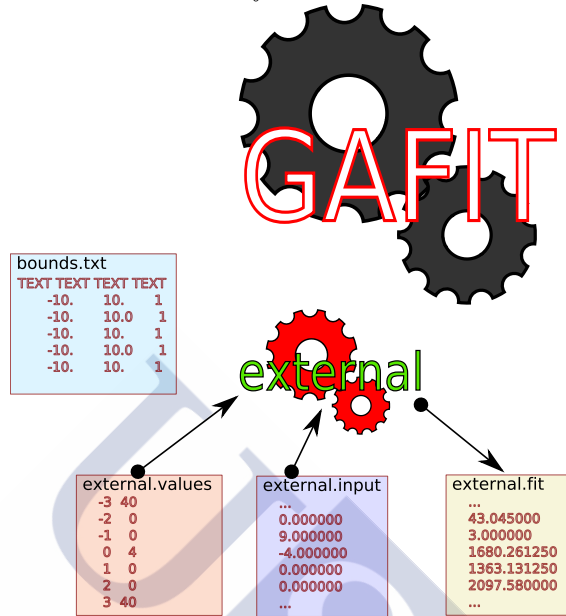 GAFIT
bounds.txt
TEXT TEXT TEXT TEXT
-10. 10. 1
-10. 10.0 1
-10. 10. 1
-10. 10.0 1
-10. 10. 1
external
external.values
-3 40
-2 0
-1 0
0 4
1 0
2 0
3 40
external.input
...
0.000000
9.000000
-4.000000
0.000000
0.000000
...
external.fit
...
43.045000
3.000000
1680.261250
1363.131250
2097.580000
...